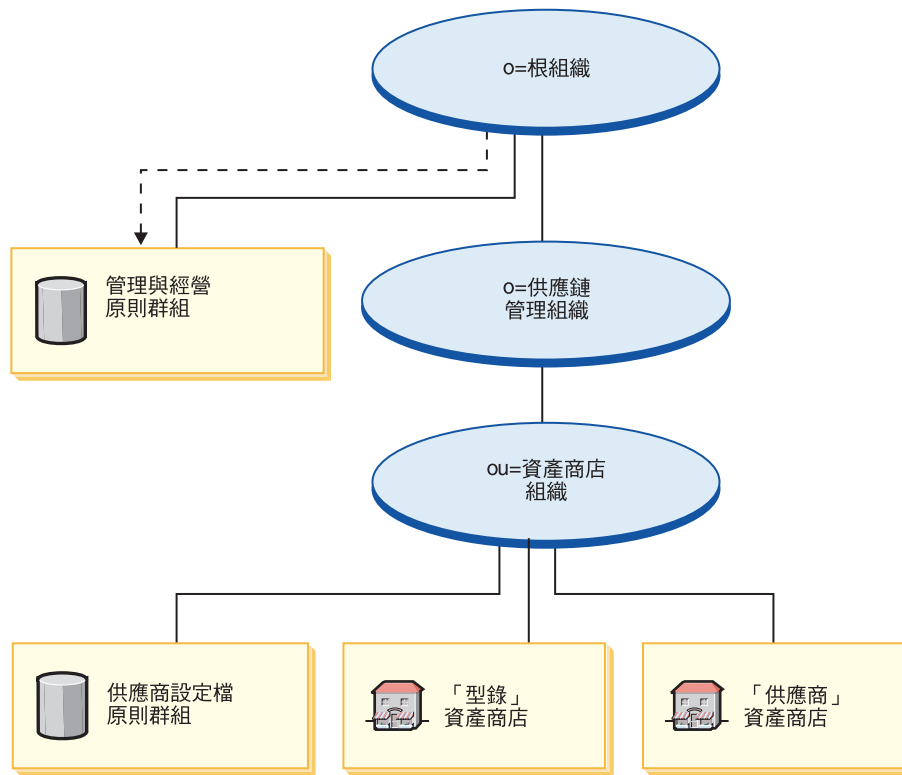 o=根組織
管理與經營
原則群組
o=供應鏈
管理組織
ou=資產商店
組織
供應商設定檔
原則群組
「型錄」
資產商店
「供應商」
資產商店